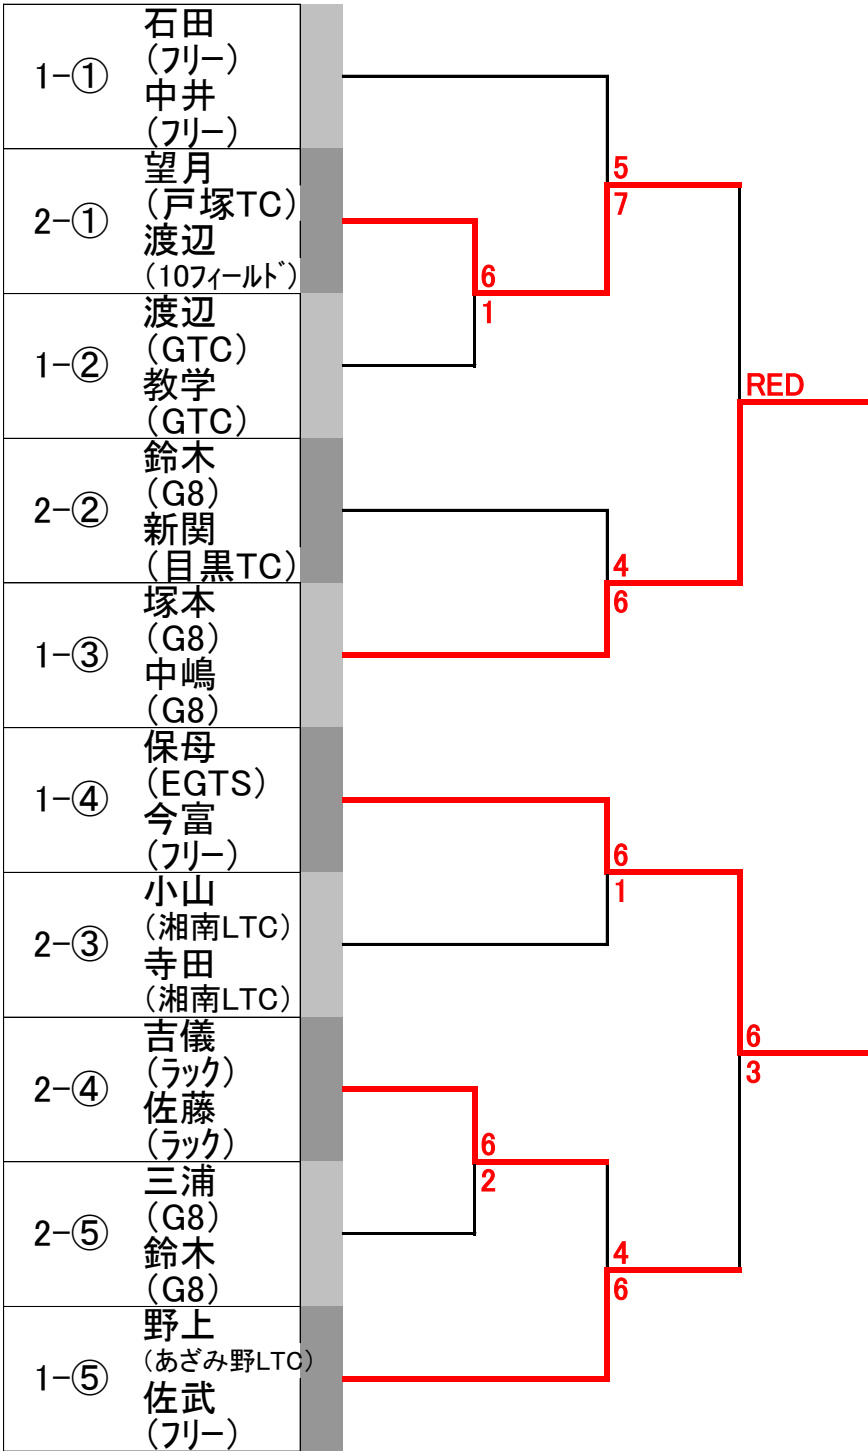 石田
(フリー)
1-① 中井
(フリー)
望月
(戸塚TC)
2-① 渡辺
(10フィールド)
渡辺
(GTC)
1-② 教学
(GTC)
鈴木
(G8)
2-② 新関
(目黒TC)
塚本
(G8)
1-③ 中嶋
(G8)
保母
(EGTS)
1-④ 今富
(フリー)
小山
(湘南LTC)
2-③ 寺田
(湘南LTC)
吉儀
(ラック)
2-④ 佐藤
(ラック)
三浦
(G8)
2-⑤ 鈴木
(G8)
野上
(あざみ野LTC)
1-⑤ 佐武
(フリー)
6
1
6
2
5
7
4
6
6
1
4
6
RED
6
3